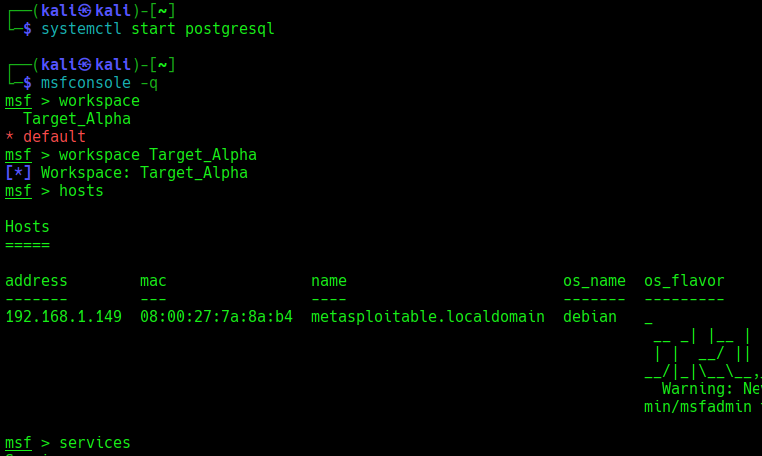 ┌──(kali㉿kali)-[~]
└─$ systemctl start postgresql
┌──(kali㉿kali)-[~]
└─$ msfconsole -q
msf > workspace
  Target_Alpha
* default
msf > workspace Target_Alpha
[*] Workspace: Target_Alpha
msf > hosts
Hosts
=====
address        mac                name                        os_name  os_flavor
-------        ---                ----                        -------  ---------
192.168.1.149  08:00:27:7a:8a:b4  metasploitable.localdomain  debian   _
                                                                        __ _| |__ |
                                                                        | |  __/ ||
                                                                       __/|_|\__\__,
                                                                         Warning: Ne
                                                                       min/msfadmin
msf > services